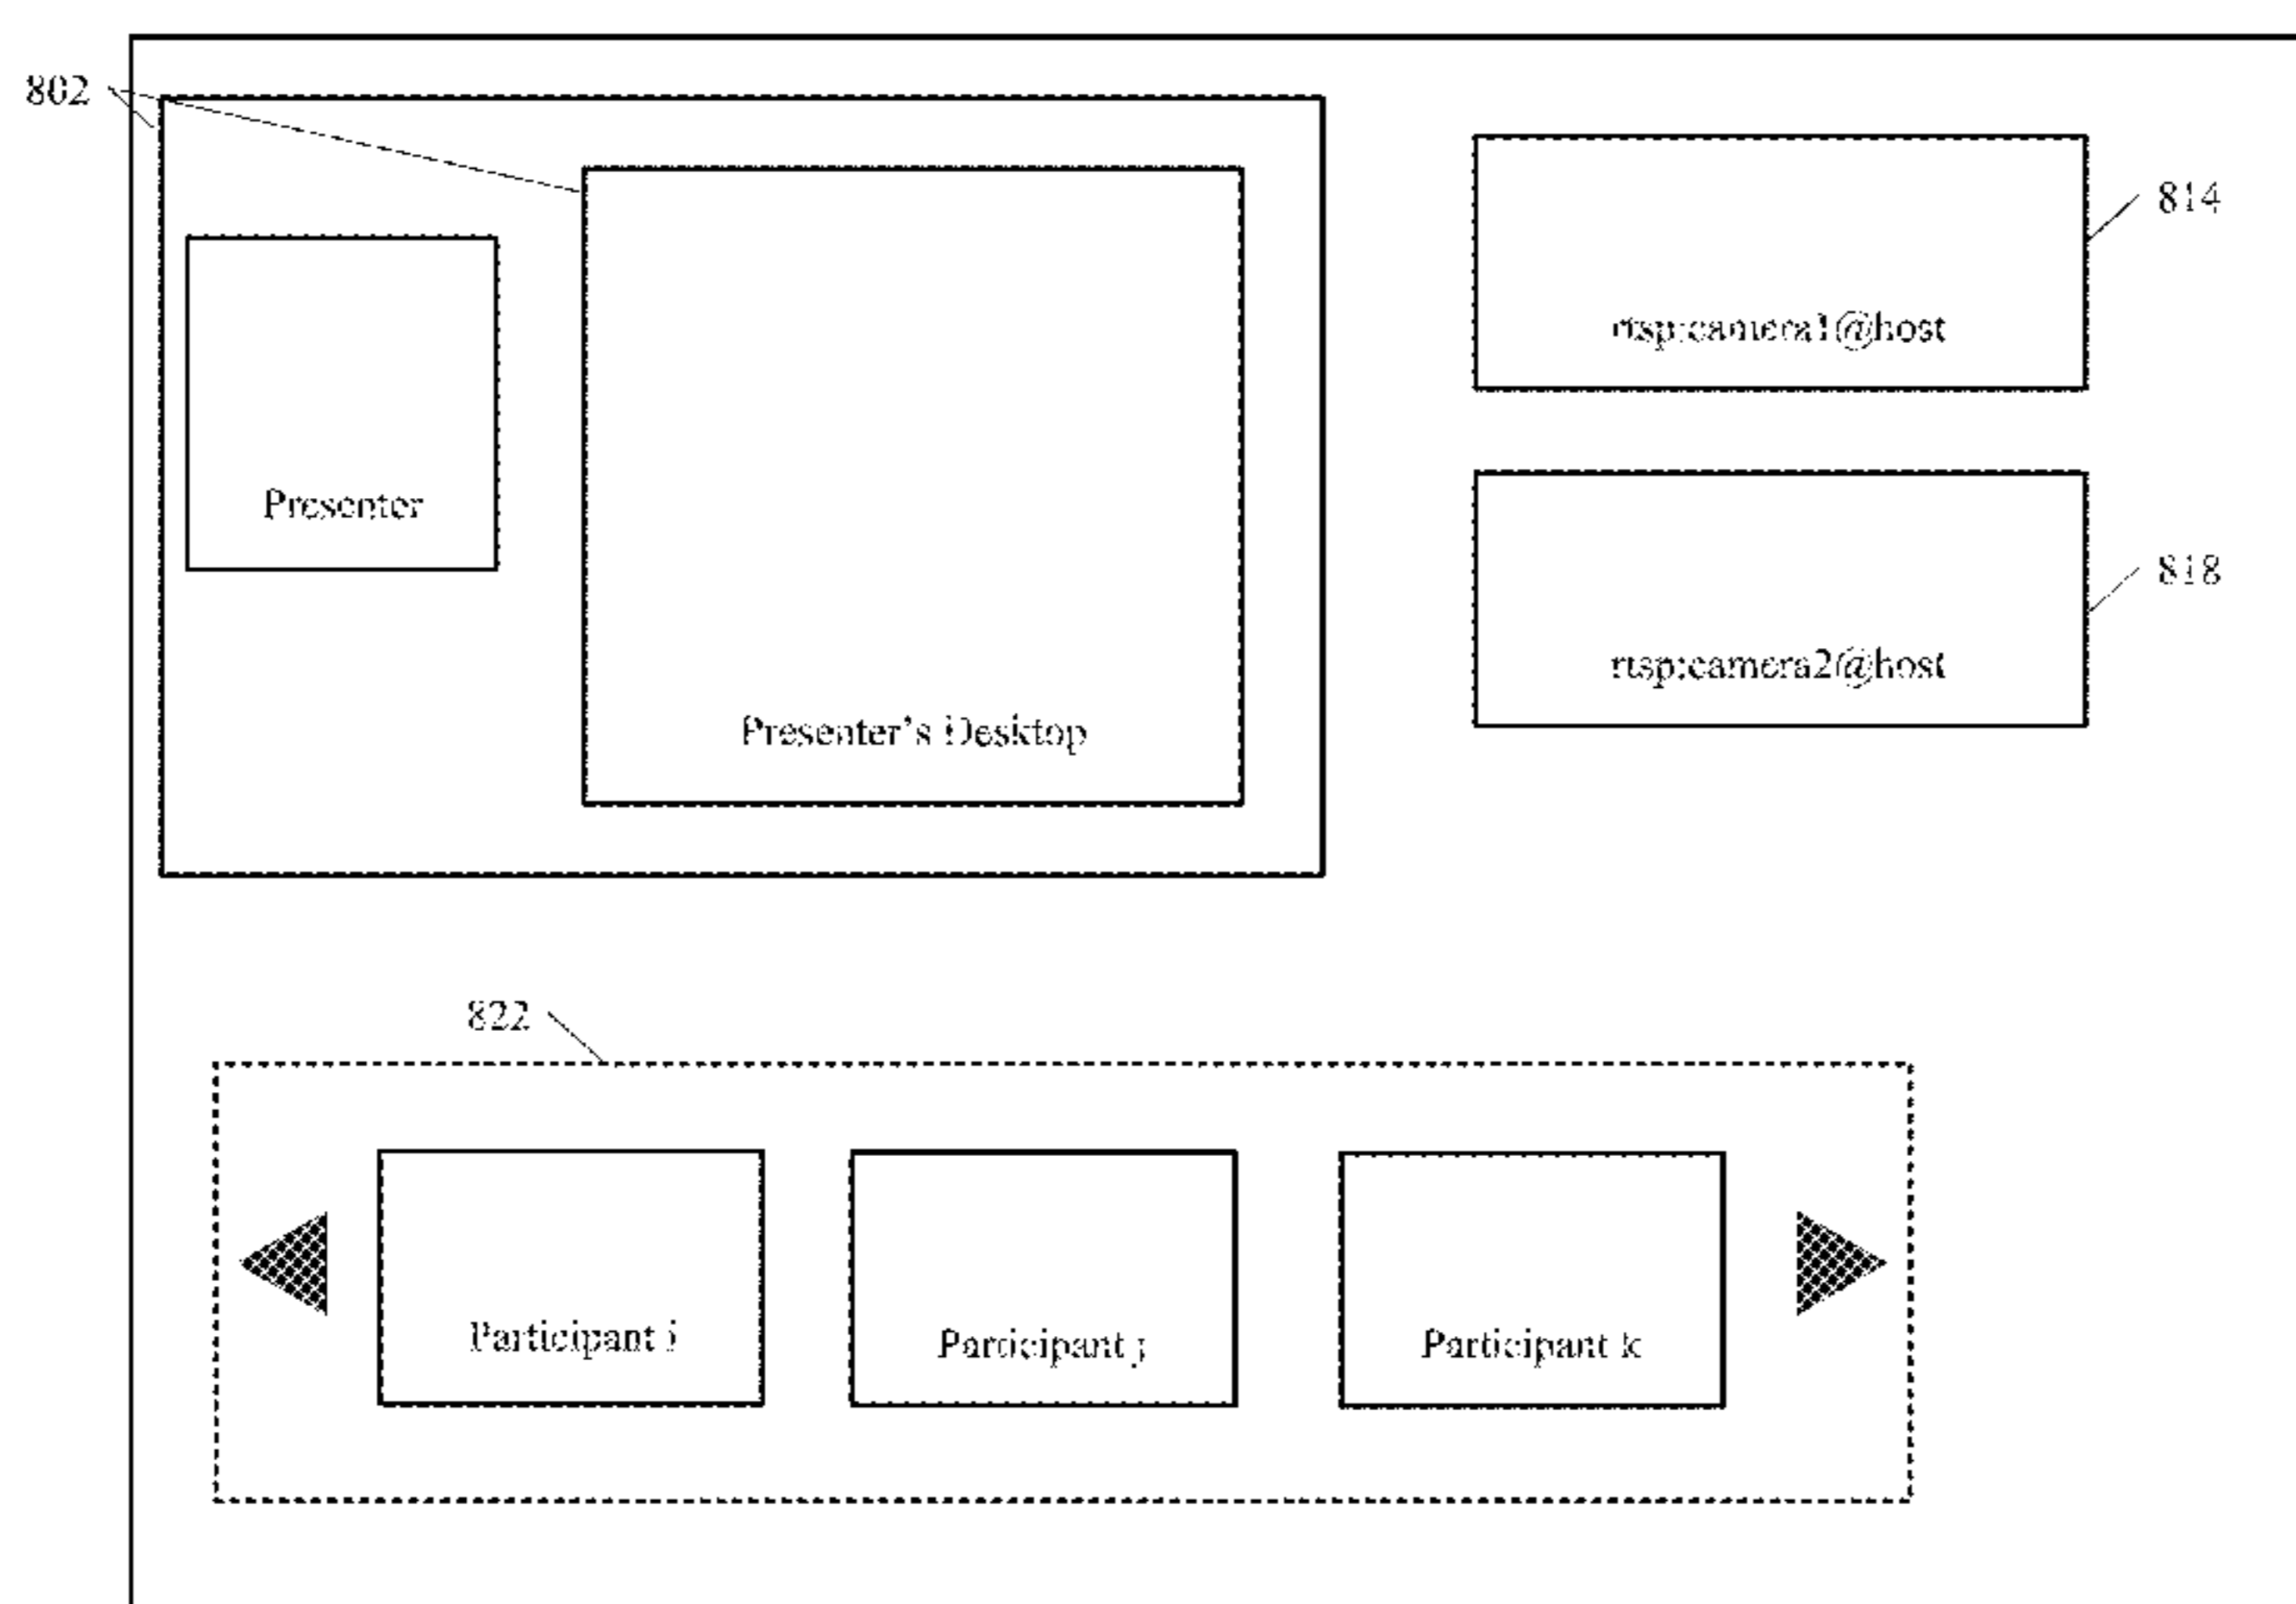 802
814
rtsp:camera1@host
Presenter
818
rtsp:camera2@host
Presenter's Desktop
822
Participant i
Participant j
Participant k